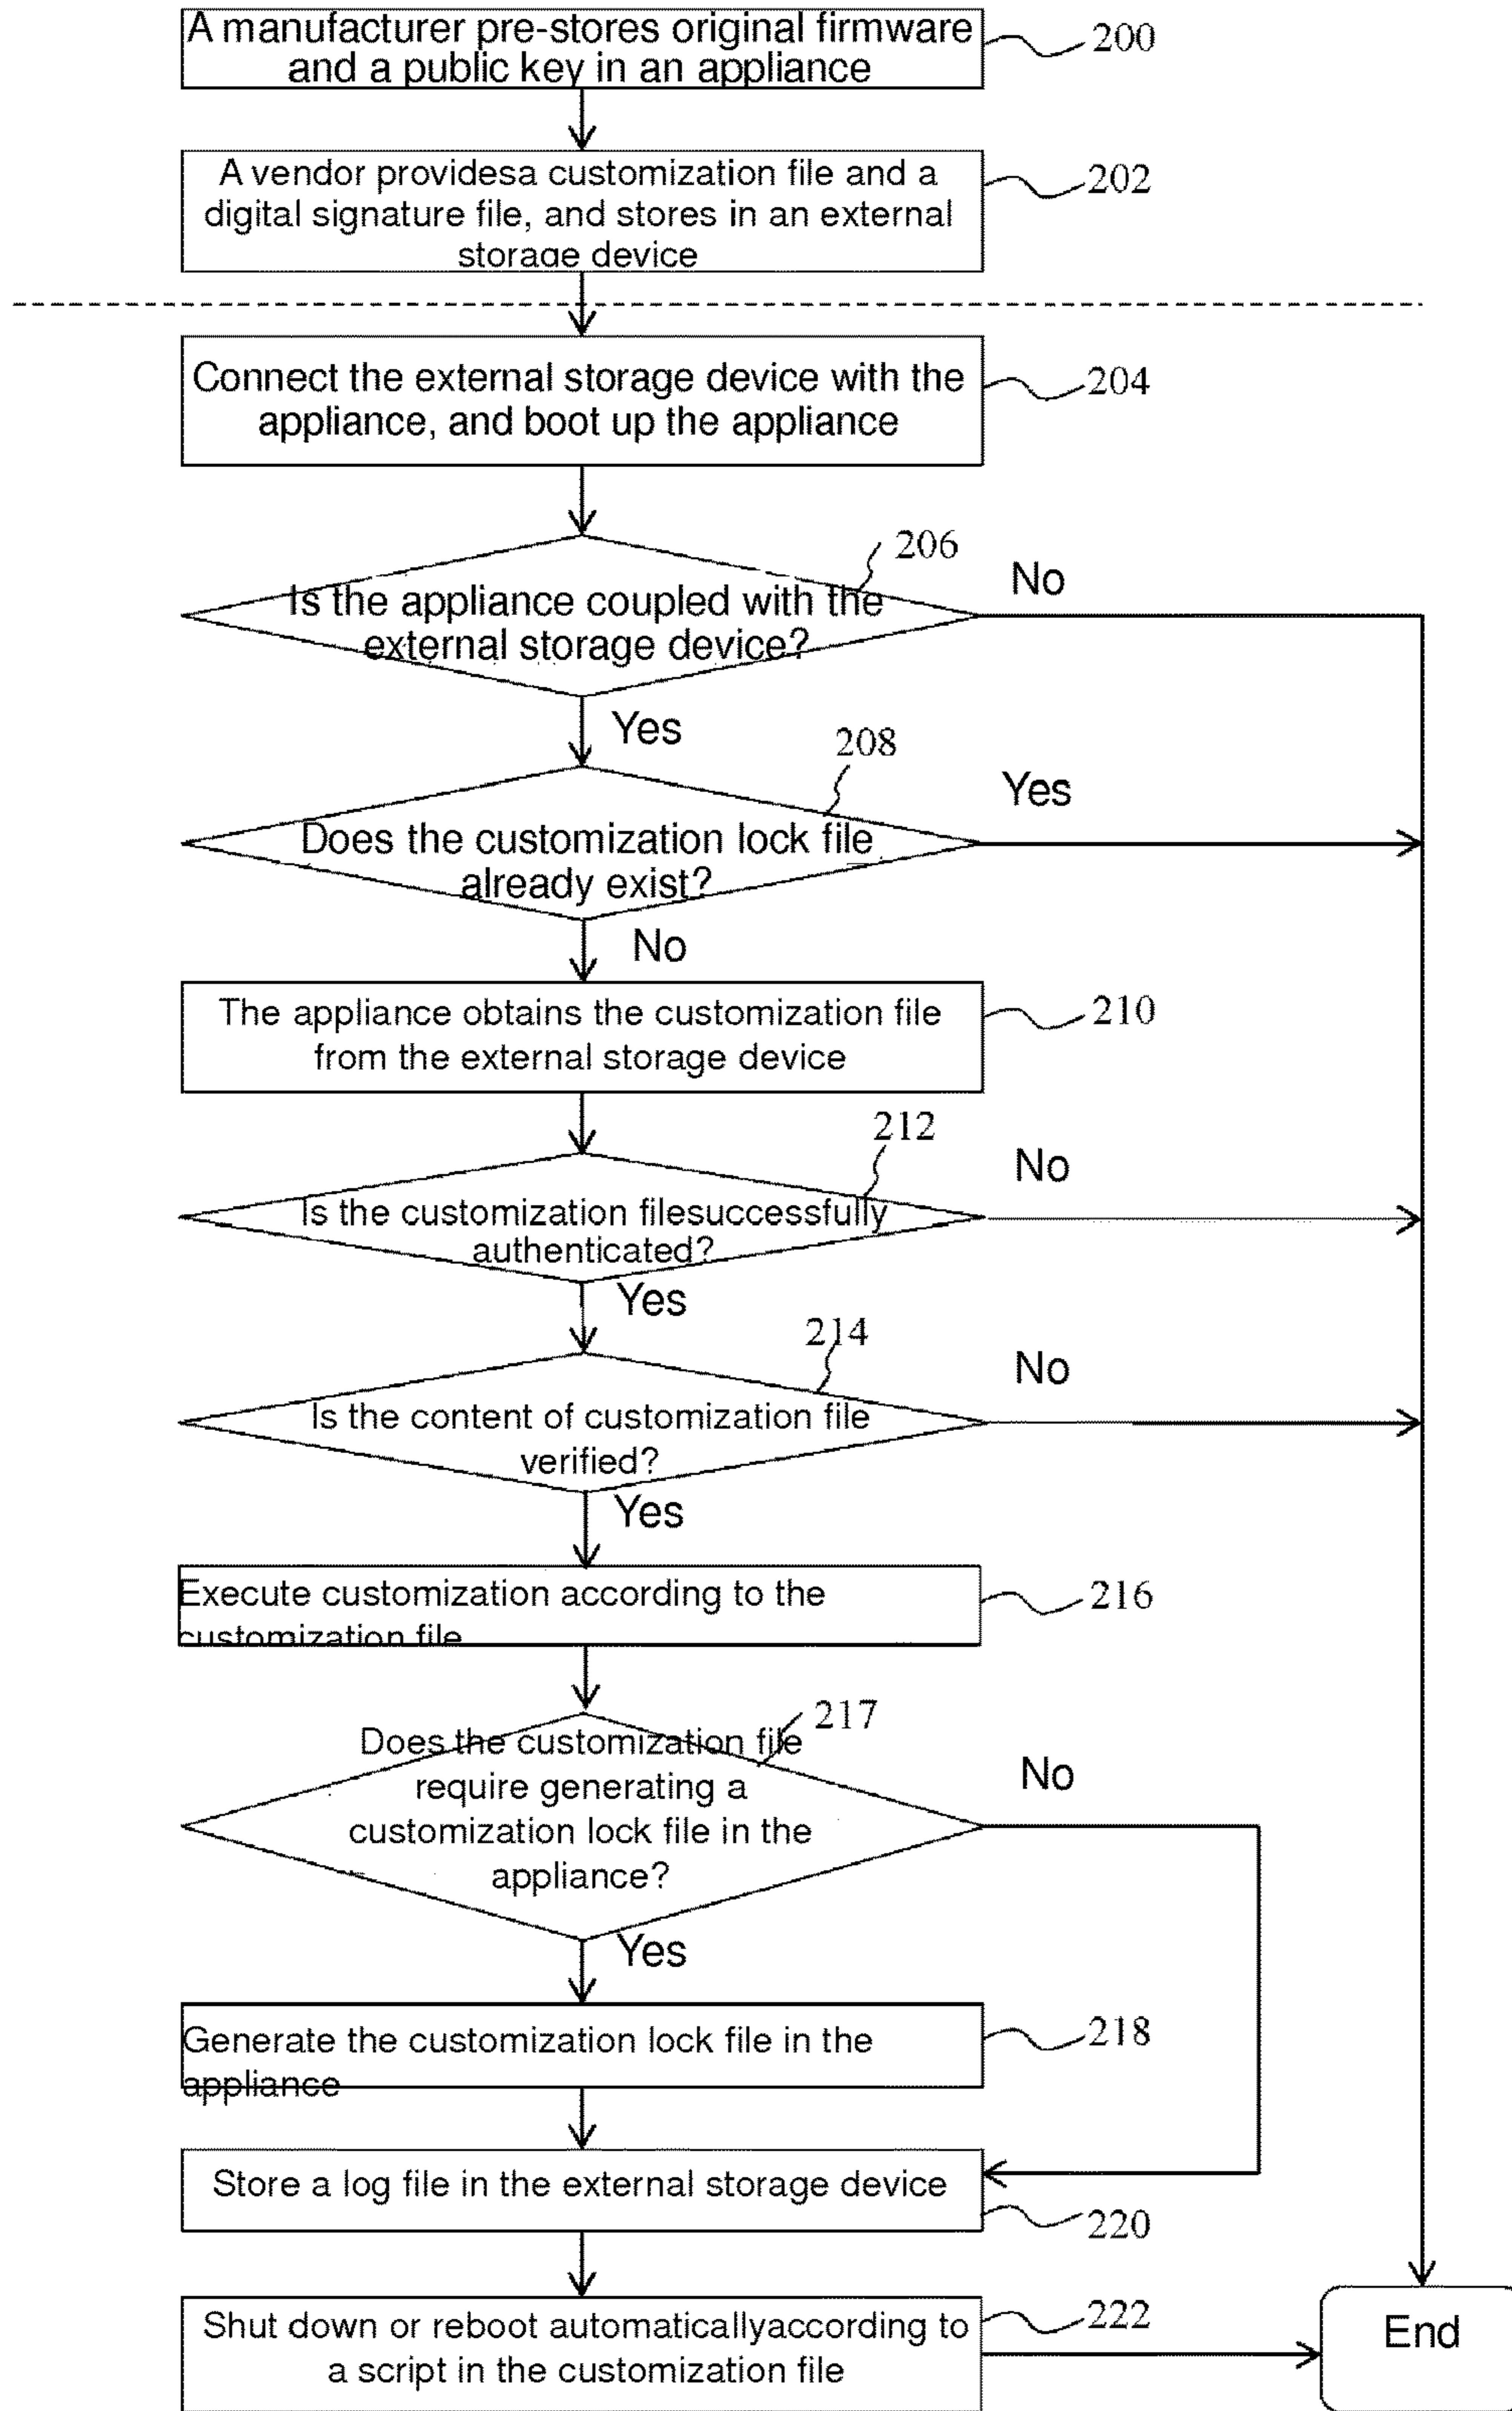 A manufacturer pre-stores original firmware
and a public key in an appliance
200
A vendor providesa customization file and a
digital signature file, and stores in an external
storage device
202
Connect the external storage device with the
appliance, and boot up the appliance
204
206
Is the appliance coupled with the
external storage device?
No
Yes
208
Does the customization lock file
already exist?
Yes
No
The appliance obtains the customization file
from the external storage device
210
212
Is the customization filesuccessfully
authenticated?
No
Yes
214
Is the content of customization file
verified?
No
Yes
Execute customization according to the
customization file
216
217
Does the customization file
require generating a
customization lock file in the
appliance?
No
Yes
Generate the customization lock file in the
appliance
218
Store a log file in the external storage device
220
Shut down or reboot automaticallyaccording to
a script in the customization file
222
End